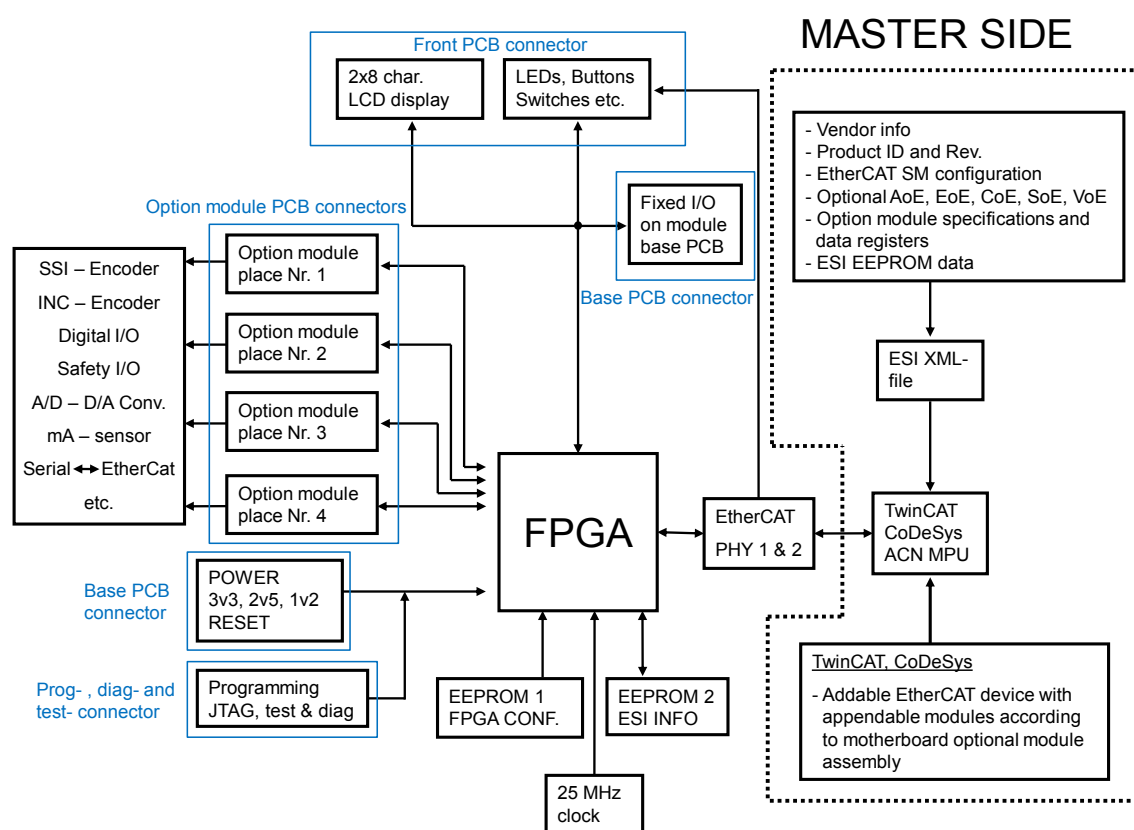 MASTER SIDE
Front PCB connector
2x8 char.
LCD display
LEDs, Buttons
Switches etc.
- Vendor info
- Product ID and Rev.
- EtherCAT SM configuration
- Optional AoE, EoE, CoE, SoE, VoE
- Option module specifications and
data registers
- ESI EEPROM data
Fixed I/O
on module
base PCB
Base PCB connector
Option module PCB connectors
SSI – Encoder
INC – Encoder
Digital I/O
Safety I/O
A/D – D/A Conv.
mA – sensor
Serial EtherCat
etc.
Option module
place Nr. 1
Option module
place Nr. 2
Option module
place Nr. 3
Option module
place Nr. 4
ESI XML-
file
FPGA
EtherCAT
PHY 1 & 2
TwinCAT
CoDeSys
ACN MPU
Base PCB
connector
POWER
3v3, 2v5, 1v2
RESET
Prog- , diag- and
test- connector
Programming
JTAG, test & diag
EEPROM 1
FPGA CONF.
EEPROM 2
ESI INFO
25 MHz
clock
TwinCAT, CoDeSys
- Addable EtherCAT device with
appendable modules according
to motherboard optional module
assembly